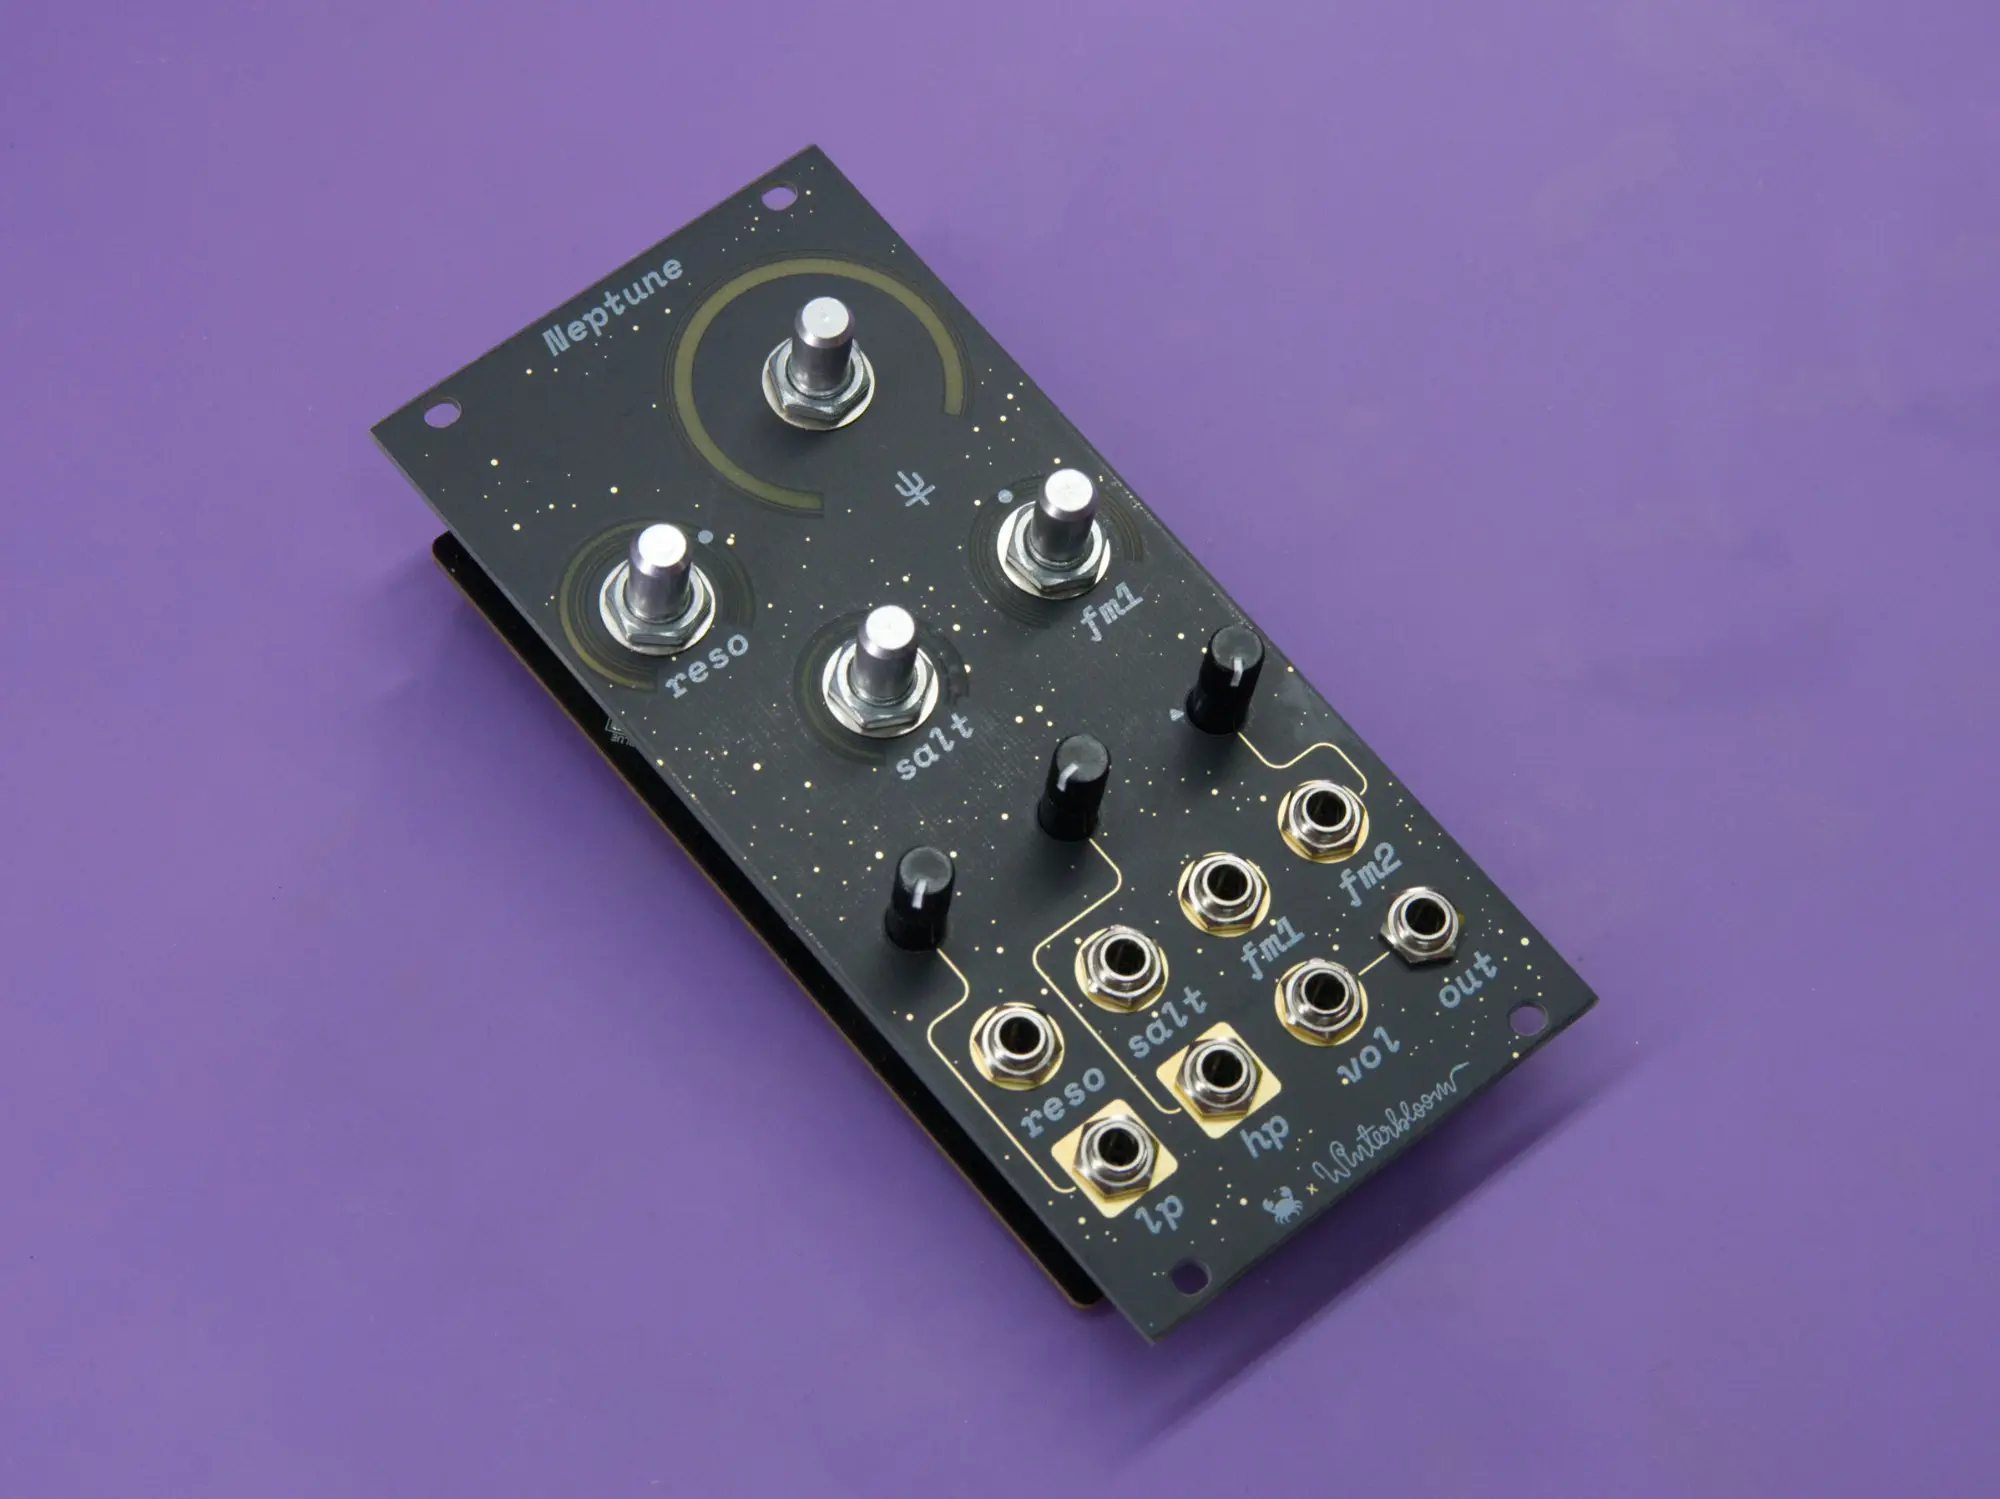 Neptune
reso
salt
fm1
fm2
fm1
salt
reso
out
vol
hp
lp
x Winterbloom